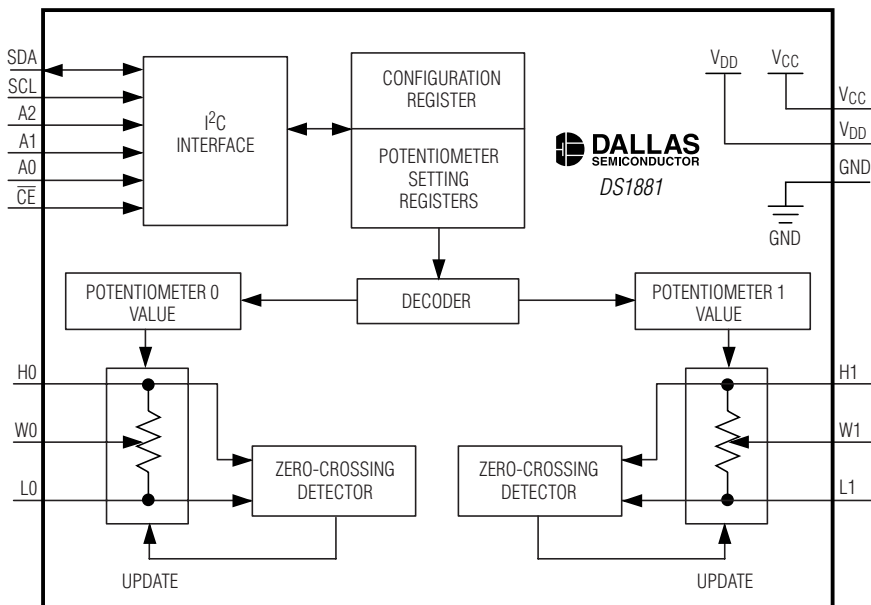 SDA
SCL
A2
A1
A0
C̅E̅
I²C
INTERFACE
CONFIGURATION
REGISTER
POTENTIOMETER
SETTING
REGISTERS
DALLAS
SEMICONDUCTOR
DS1881
VDD
VCC
VCC
VDD
GND
GND
POTENTIOMETER 0
VALUE
DECODER
POTENTIOMETER 1
VALUE
H0
W0
L0
ZERO-CROSSING
DETECTOR
UPDATE
ZERO-CROSSING
DETECTOR
UPDATE
H1
W1
L1